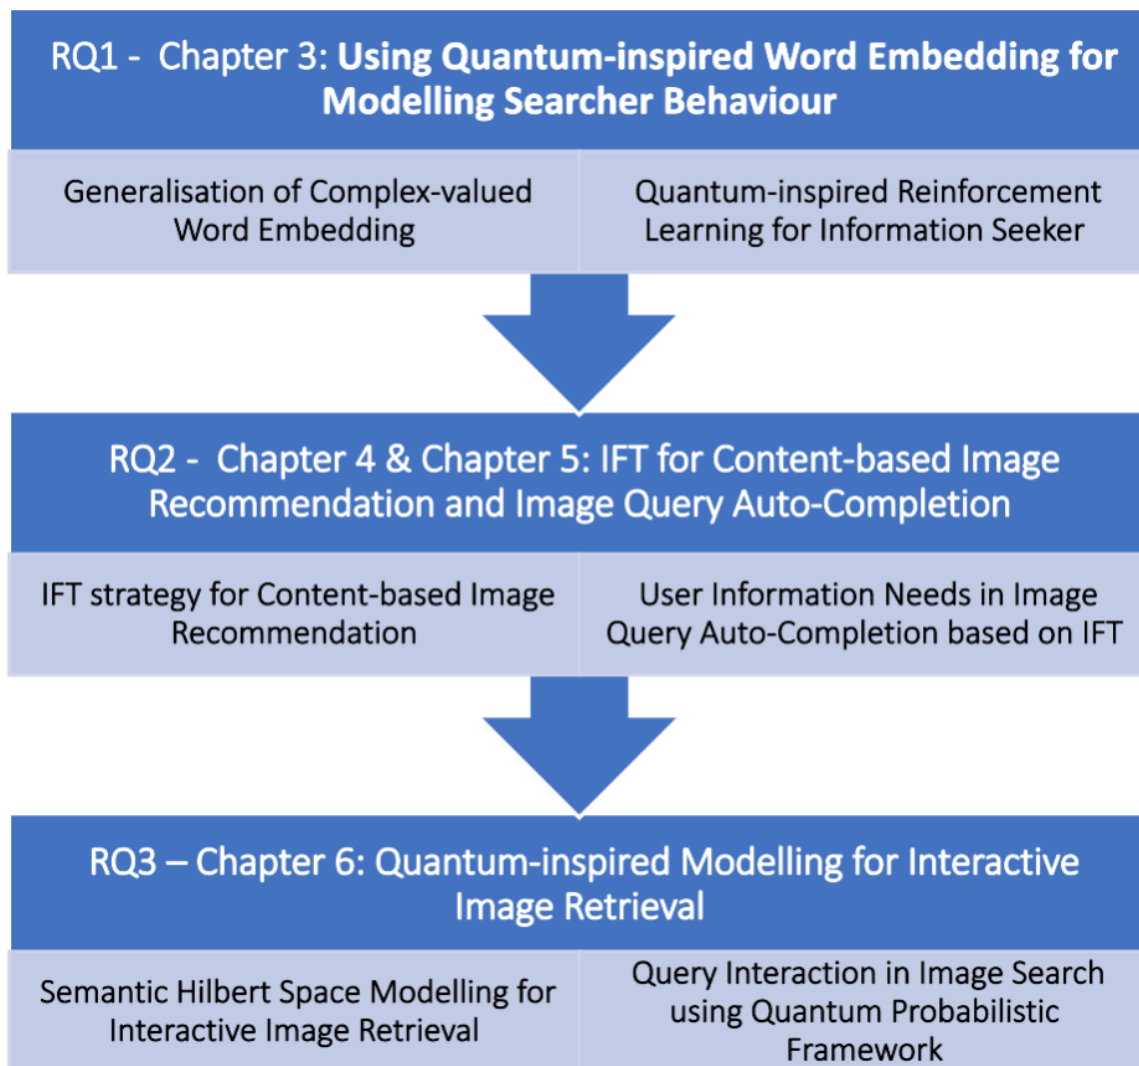 RQ1 - Chapter 3: Using Quantum-inspired Word Embedding for
Modelling Searcher Behaviour
Generalisation of Complex-valued
Word Embedding
Quantum-inspired Reinforcement
Learning for Information Seeker
RQ2 - Chapter 4 & Chapter 5: IFT for Content-based Image
Recommendation and Image Query Auto-Completion
IFT strategy for Content-based Image
Recommendation
User Information Needs in Image
Query Auto-Completion based on IFT
RQ3 – Chapter 6: Quantum-inspired Modelling for Interactive
Image Retrieval
Semantic Hilbert Space Modelling for
Interactive Image Retrieval
Query Interaction in Image Search
using Quantum Probabilistic
Framework